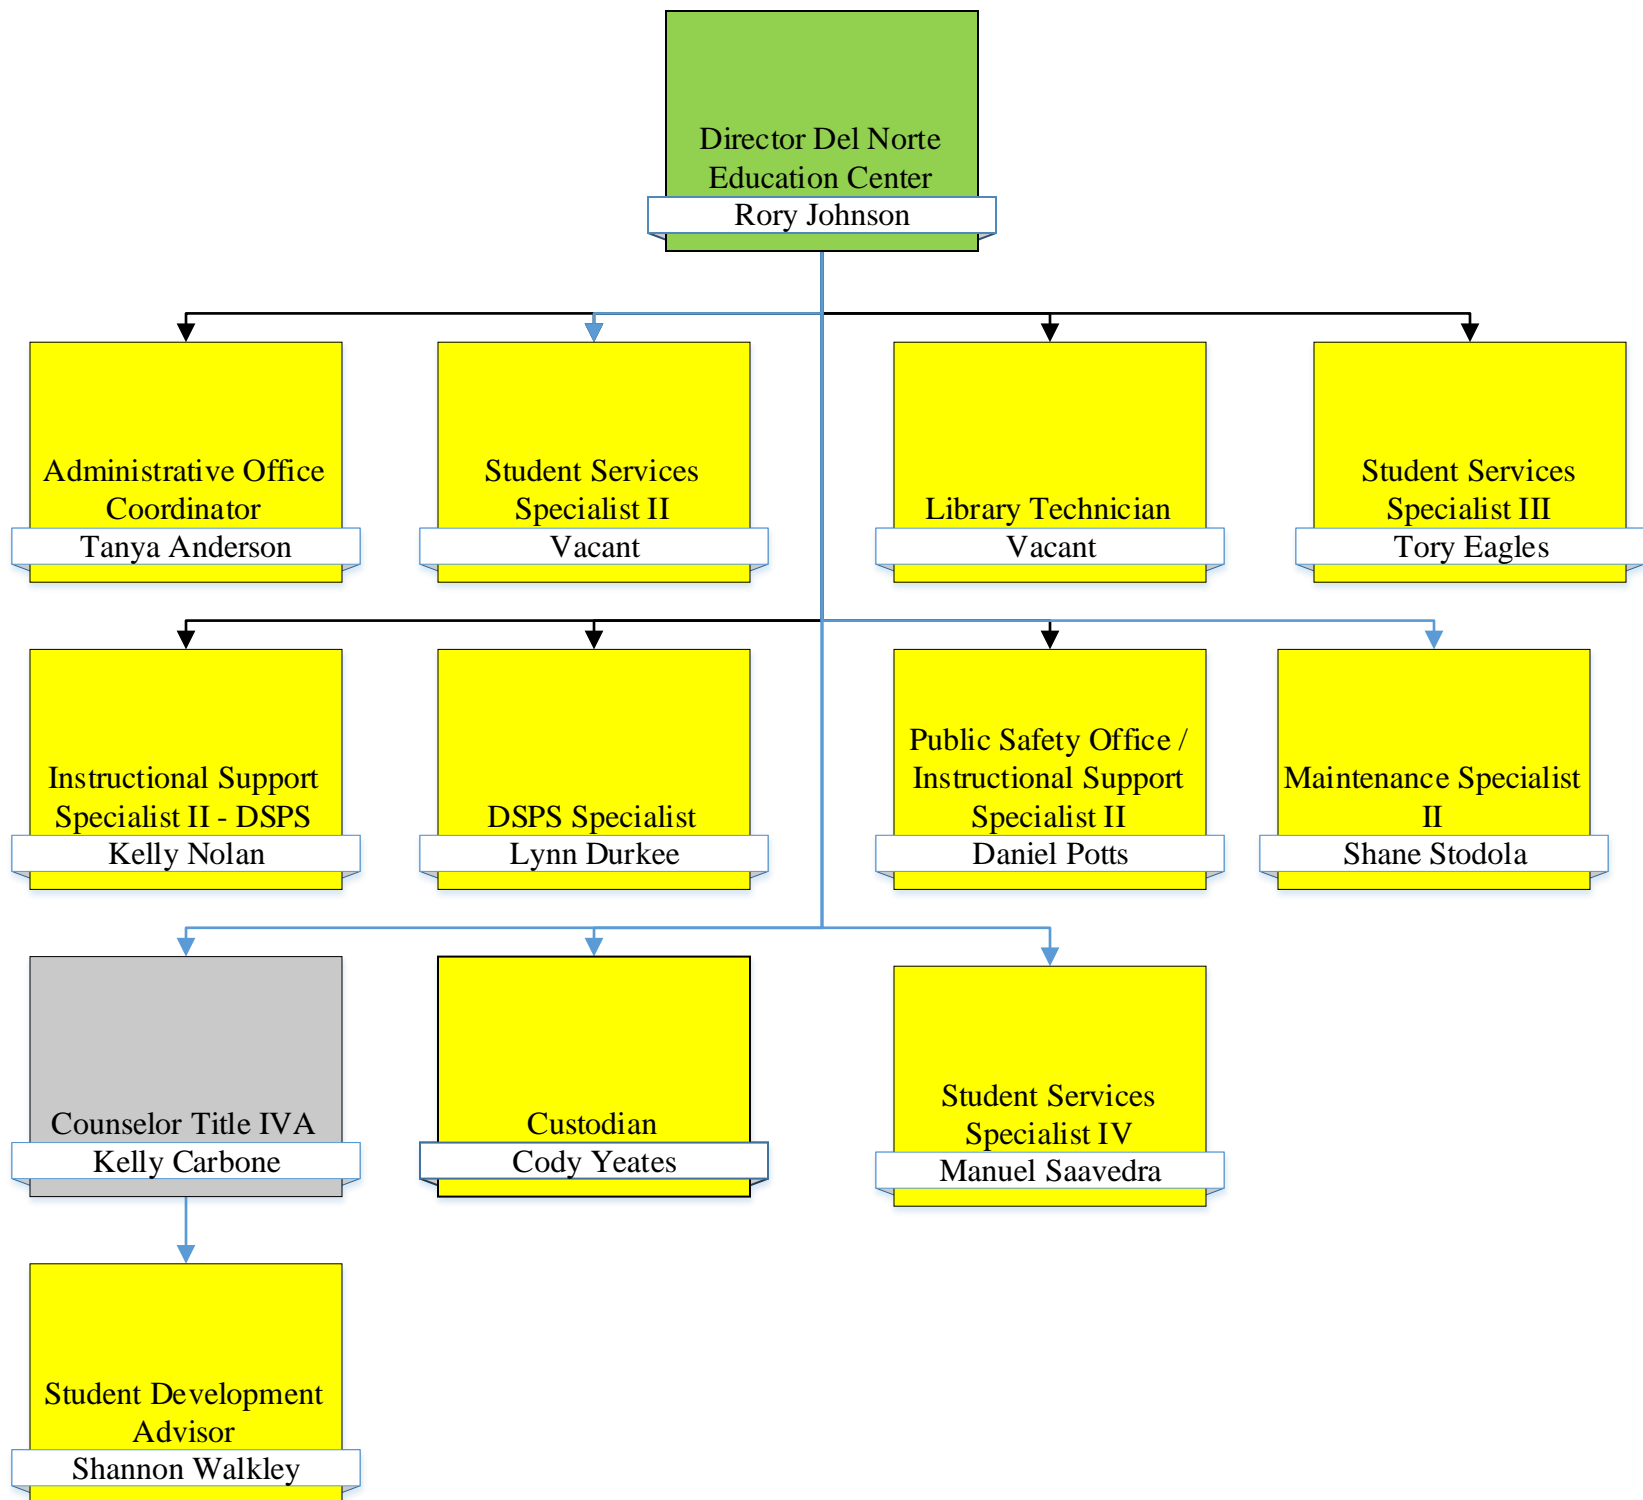 Director Del Norte
Education Center
Rory Johnson
Administrative Office
Coordinator
Tanya Anderson
Student Services
Specialist II
Vacant
Library Technician
Vacant
Student Services
Specialist III
Tory Eagles
Instructional Support
Specialist II - DSPS
Kelly Nolan
DSPS Specialist
Lynn Durkee
Public Safety Office /
Instructional Support
Specialist II
Daniel Potts
Maintenance Specialist
II
Shane Stodola
Counselor Title IVA
Kelly Carbone
Custodian
Cody Yeates
Student Services
Specialist IV
Manuel Saavedra
Student Development
Advisor
Shannon Walkley